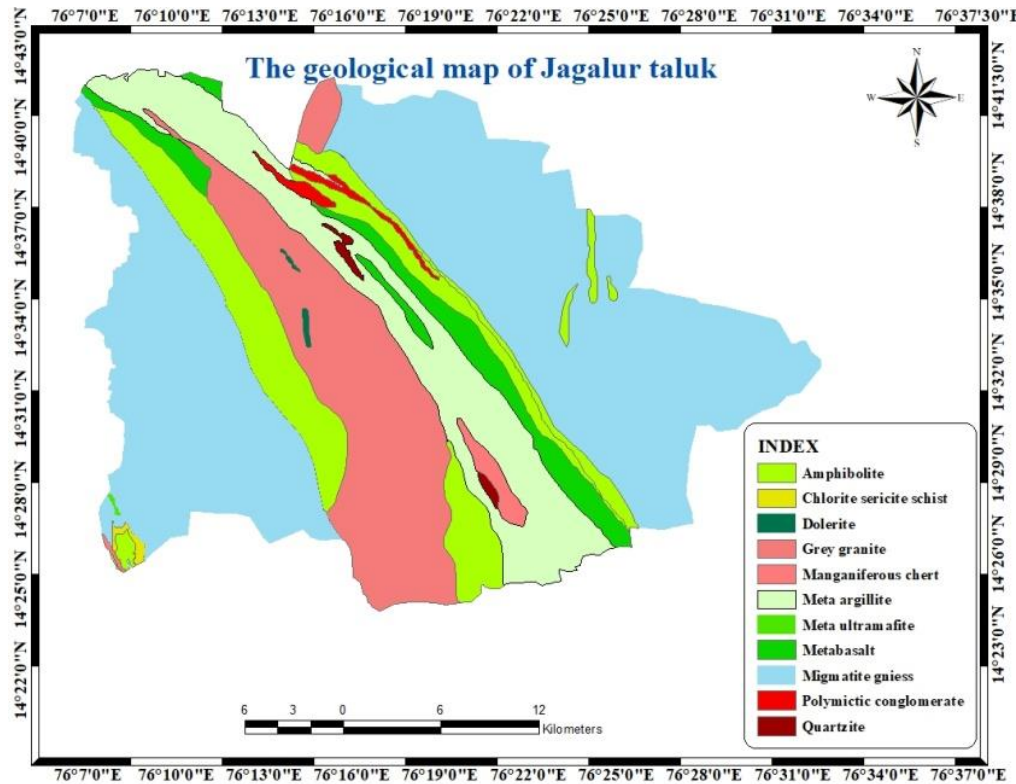 76°7'0"E 76°10'0"E 76°13'0"E 76°16'0"E 76°19'0"E 76°22'0"E 76°25'0"E 76°28'0"E 76°31'0"E 76°34'0"E 76°37'30"E
The geological map of Jagalur taluk
N
W E
S
14°43'0"N
14°40'0"N
14°37'0"N
14°37'0"N
14°34'0"N
14°31'0"N
14°28'0"N
14°25'0"N
14°22'0"N
14°41'30"N
14°38'0"N
14°35'0"N
14°32'0"N
14°29'0"N
14°26'0"N
14°23'0"N
INDEX
Amphibolite
Chlorite sericite schist
Dolerite
Grey granite
Manganiferous chert
Meta argillite
Meta ultramafite
Metabasalt
Migmatite gniess
Polymictic conglomerate
Quartzite
6 3 0 6 12
Kilometers
76°7'0"E 76°10'0"E 76°13'0"E 76°16'0"E 76°19'0"E 76°22'0"E 76°25'0"E 76°28'0"E 76°31'0"E 76°34'0"E 76°37'0"E